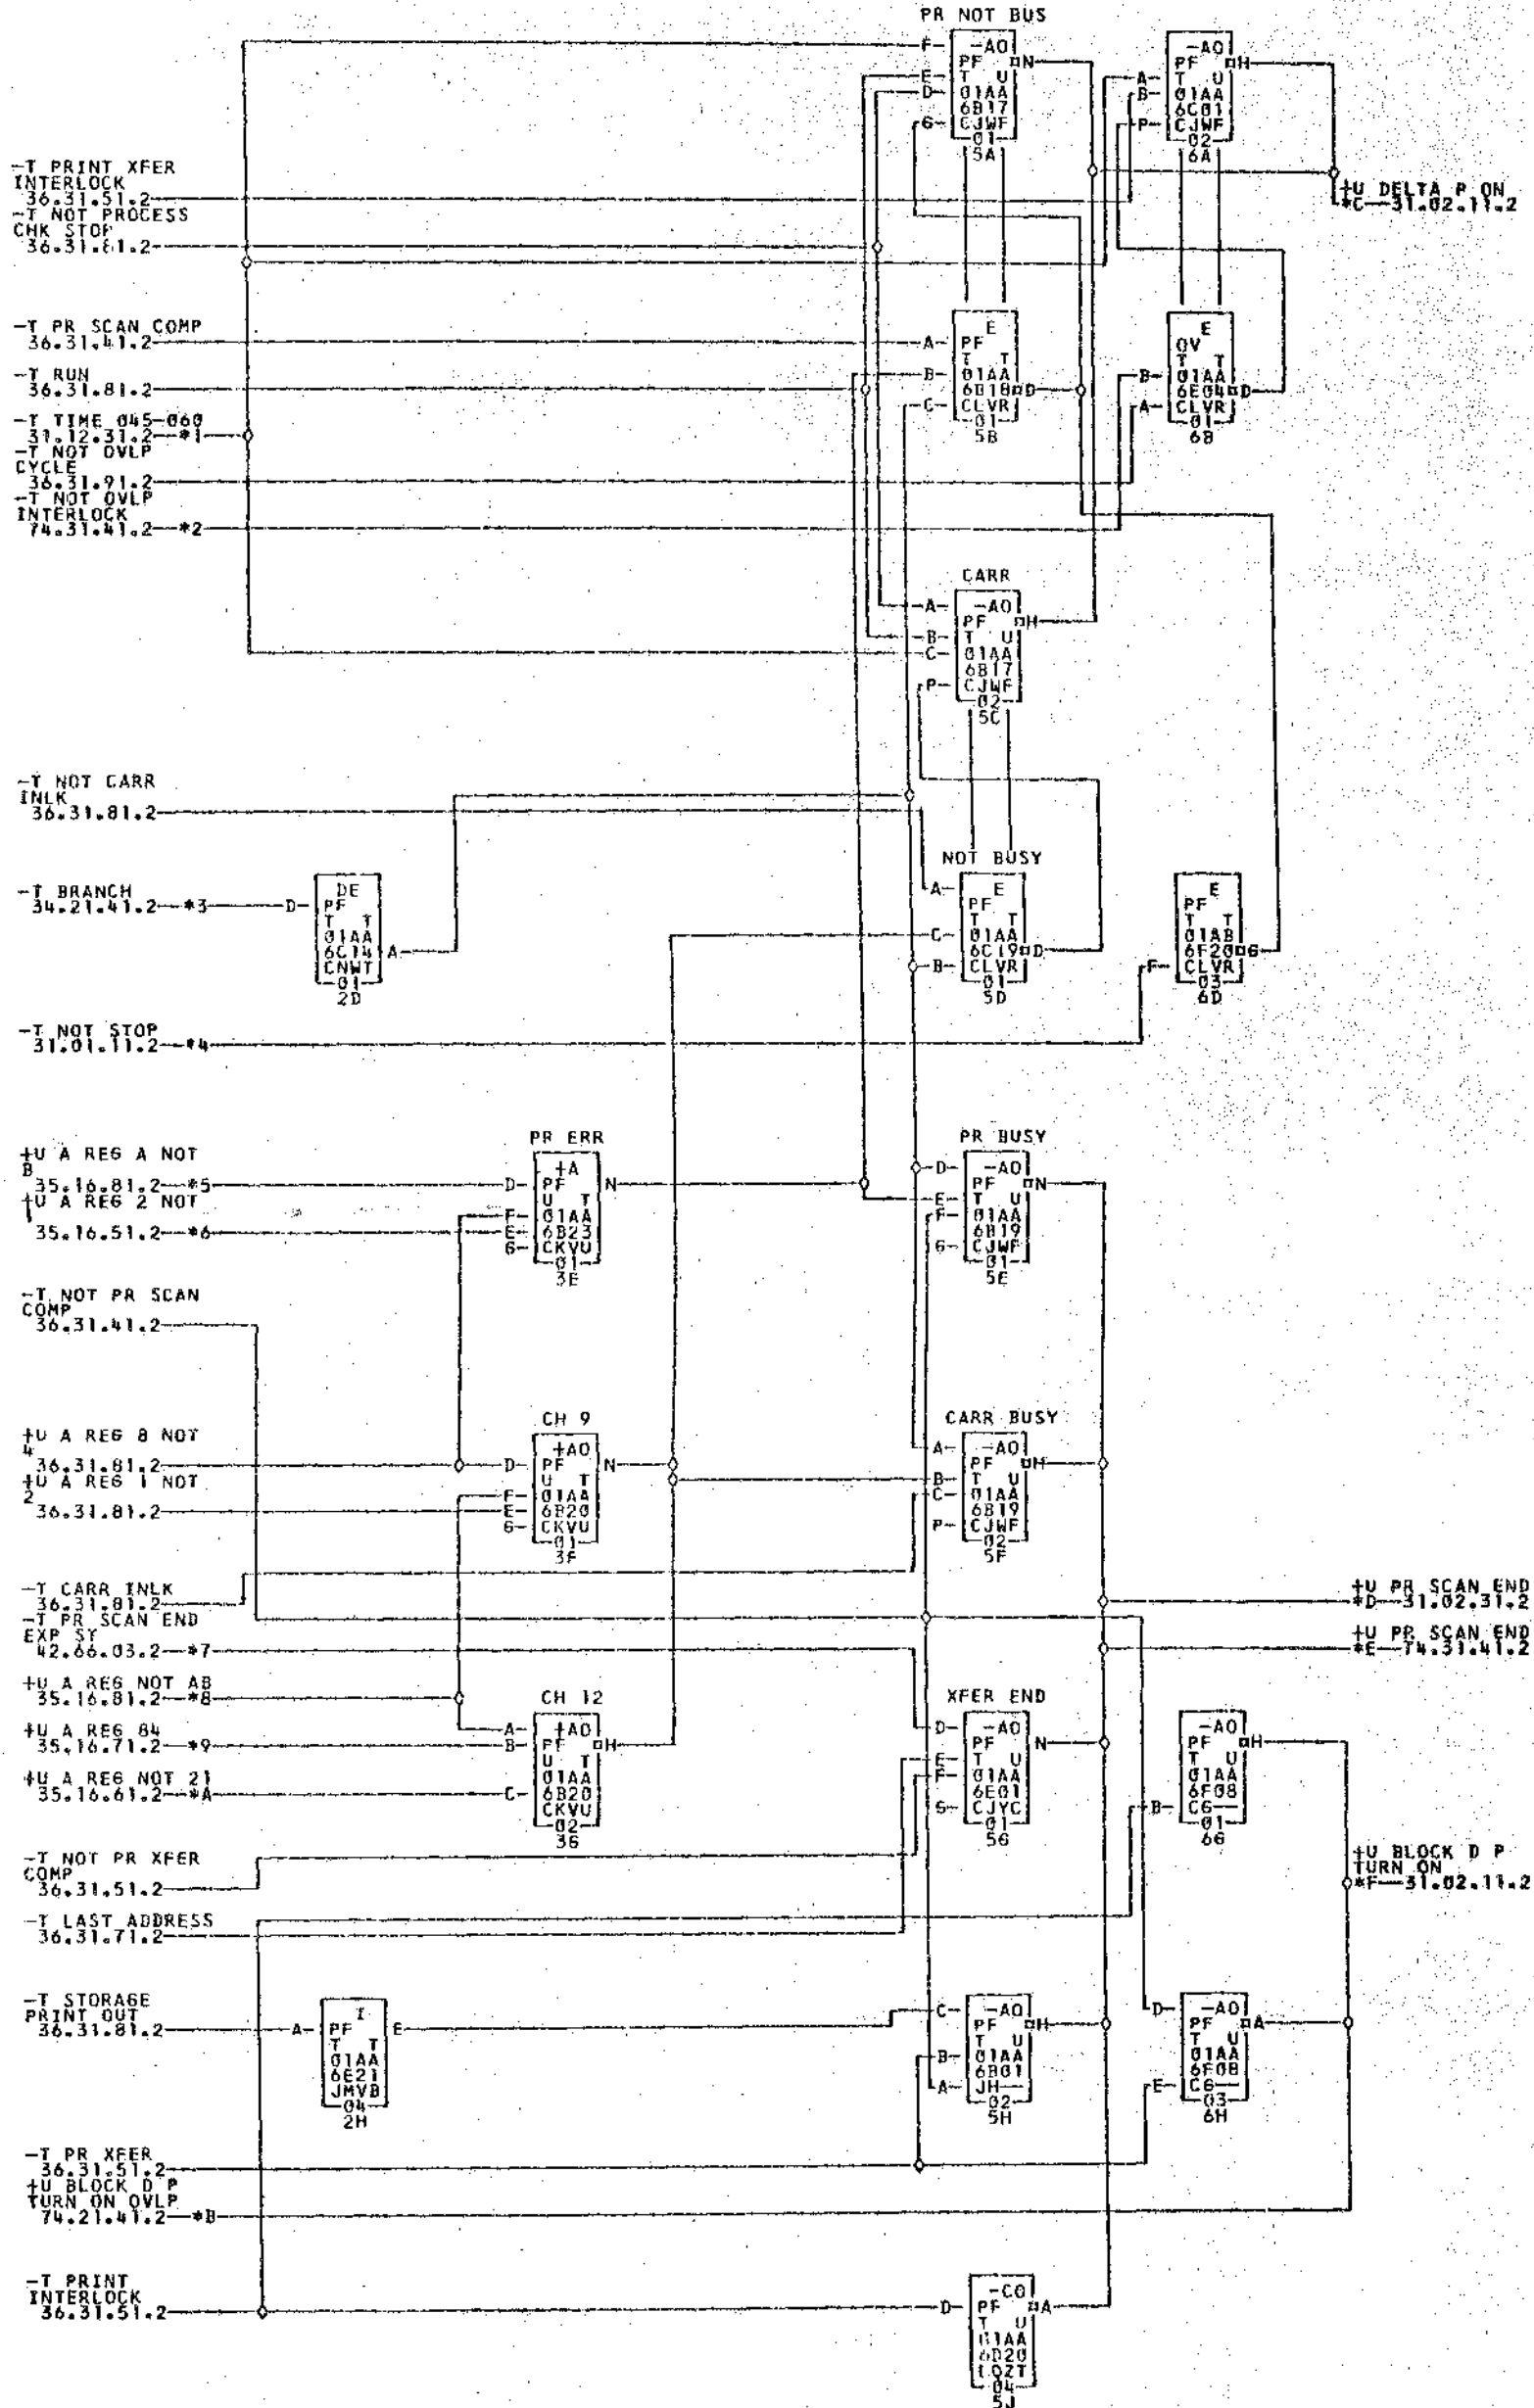 PR NOT BUS
F- -AO
PF N
E- T U
D- 01AA
6B17
G- CJWF
01
5A
-AO
PF H
A- T U
B- 01AA
6C01
P- CJWF
02
6A
-T PRINT XFER
INTERLOCK
36.31.51.2
-T NOT PROCESS
CHK STOP
36.31.81.2
+U DELTA P ON
*C-31.02.11.2
-T PR SCAN COMP
36.31.41.2
-T RUN
36.31.81.2
-T TIME 045-060
31.12.31.2-*1
-T NOT OVLP
CYCLE
36.31.91.2
-T NOT OVLP
INTERLOCK
74.31.41.2-*2
E
A- PF
T T
B- 01AA
6B18 D
C- CLVR
01
5B
E
OV
T T
B- 01AA
6E04 D
A- CLVR
01
6B
CARR
A- -AO
PF H
B- T U
C- 01AA
6B17
P- CJWF
02
5C
-T NOT CARR
INLK
36.31.81.2
-T BRANCH
34.21.41.2-*3
DE
D- PF
T T
01AA
6C14 A
CNWT
01
2D
NOT BUSY
A- E
PF
T T
C- 01AA
6C19 D
B- CLVR
01
5D
E
PF
T T
01AB
6F20 G
F- CLVR
03
6D
-T NOT STOP
31.01.11.2-*4
+U A REG A NOT
B
35.16.81.2-*5
+U A REG 2 NOT
1
35.16.51.2-*6
PR ERR
+A
D- PF N
U T
F- 01AA
E- 6B23
G- CKVU
01
3E
PR BUSY
D- -AO
PF N
E- T U
F- 01AA
6B19
G- CJWF
01
5E
-T NOT PR SCAN
COMP
36.31.41.2
+U A REG 8 NOT
4
36.31.81.2
+U A REG 1 NOT
2
36.31.81.2
CH 9
+AO
D- PF N
U T
F- 01AA
E- 6B20
G- CKVU
01
3F
CARR BUSY
A- -AO
PF H
B- T U
C- 01AA
6B19
P- CJWF
02
5F
-T CARR INLK
36.31.81.2
-T PR SCAN END
EXP ST
42.66.03.2-*7
+U A REG NOT AB
35.16.81.2-*8
+U A REG 84
35.16.71.2-*9
+U A REG NOT 21
35.16.61.2-*A
+U PR SCAN END
*D-31.02.31.2
+U PR SCAN END
*E-74.31.41.2
CH 12
A- +AO
B- PF H
U T
01AA
C- 6B20
CKVU
02
3G
XFER END
D- -AO
PF N
E- T U
F- 01AA
6E01
G- CJYC
01
5G
-AO
PF H
T U
01AA
6F08
B- CG
01
6G
-T NOT PR XFER
COMP
36.31.51.2
-T LAST ADDRESS
36.31.71.2
+U BLOCK D P
TURN ON
*F-31.02.11.2
-T STORAGE
PRINT OUT
36.31.81.2
I
A- PF E
T T
01AA
6E21
JMVB
04
2H
C- -AO
PF H
T U
B- 01AA
6B01
A- JH
02
5H
D- -AO
PF A
T U
01AA
6F08
E- CG
03
6H
-T PR XFER
36.31.51.2
+U BLOCK D P
TURN ON OVLP
74.21.41.2-*B
-T PRINT
INTERLOCK
36.31.51.2
-CO
D- PF A
T U
01AA
6D20
04
5J